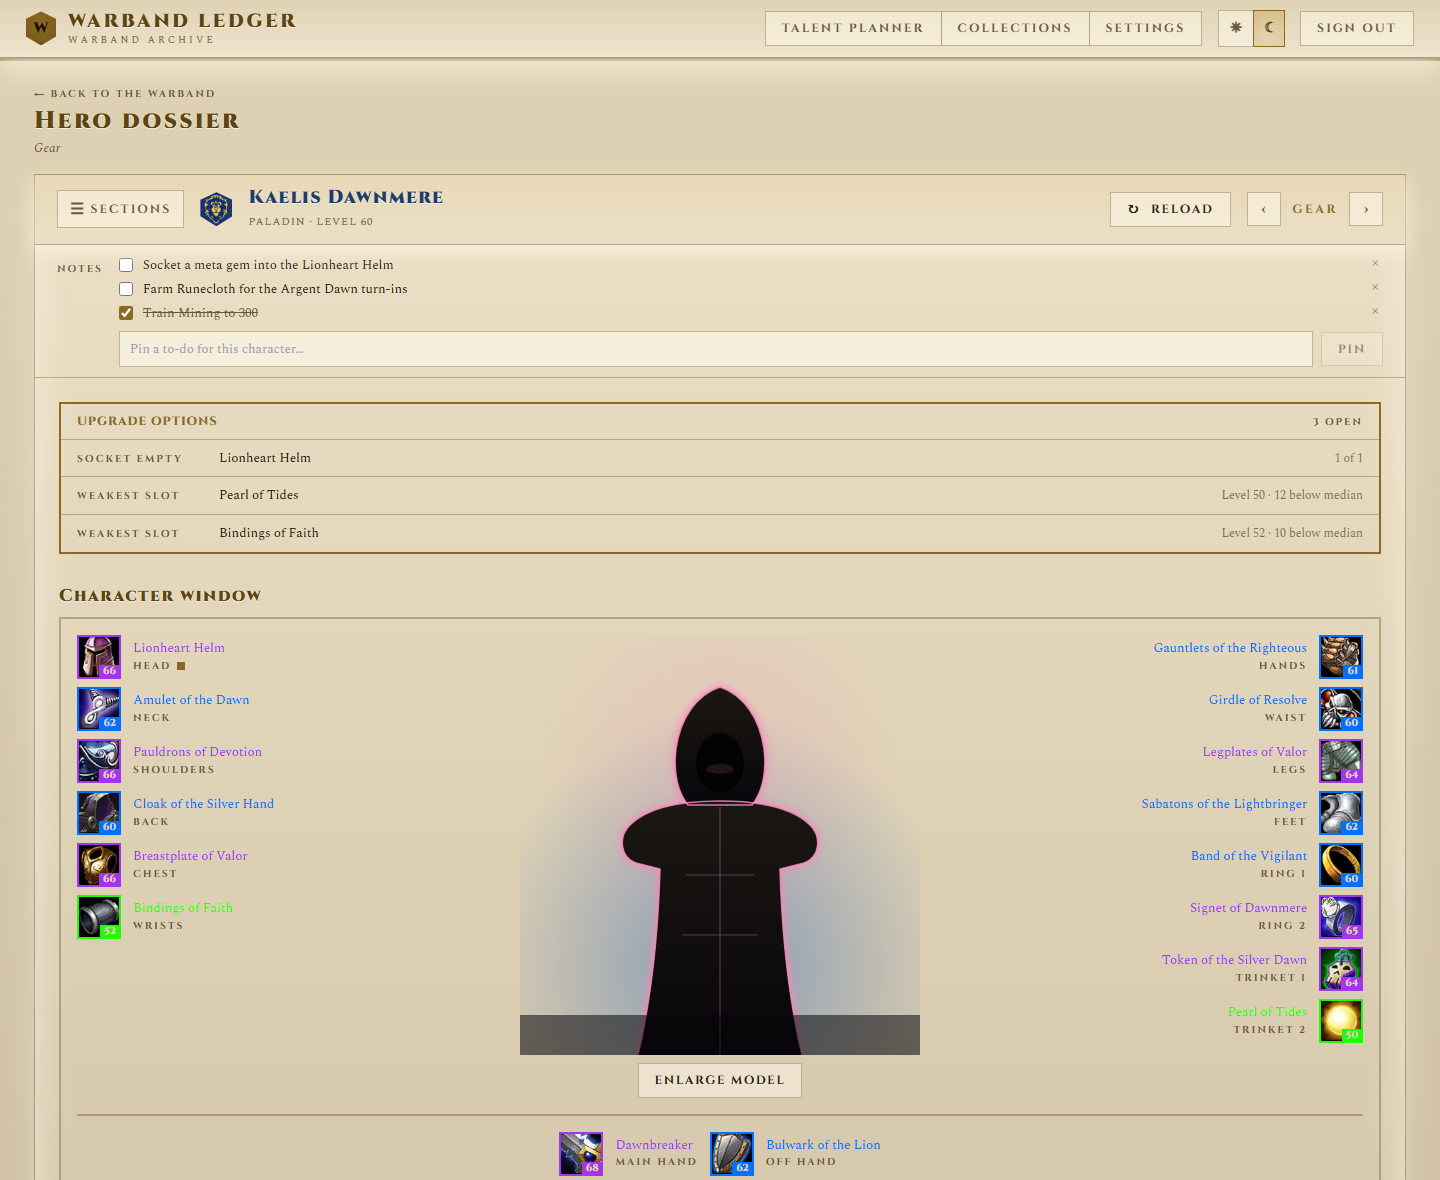 W
WARBAND LEDGER
WARBAND ARCHIVE
TALENT PLANNER
COLLECTIONS
SETTINGS
SIGN OUT
← BACK TO THE WARBAND
HERO DOSSIER
Gear
☰ SECTIONS
KAELIS DAWNMERE
PALADIN · LEVEL 60
↻ RELOAD
‹ GEAR ›
NOTES
Socket a meta gem into the Lionheart Helm ×
Farm Runecloth for the Argent Dawn turn-ins ×
Train Mining to 300 ×
Pin a to-do for this character...
PIN
UPGRADE OPTIONS 3 OPEN
SOCKET EMPTY Lionheart Helm 1 of 1
WEAKEST SLOT Pearl of Tides Level 50 · 12 below median
WEAKEST SLOT Bindings of Faith Level 52 · 10 below median
CHARACTER WINDOW
66 Lionheart Helm
HEAD
62 Amulet of the Dawn
NECK
66 Pauldrons of Devotion
SHOULDERS
60 Cloak of the Silver Hand
BACK
66 Breastplate of Valor
CHEST
52 Bindings of Faith
WRISTS
Gauntlets of the Righteous 61
HANDS
Girdle of Resolve 60
WAIST
Legplates of Valor 64
LEGS
Sabatons of the Lightbringer 62
FEET
Band of the Vigilant 60
RING 1
Signet of Dawnmere 65
RING 2
Token of the Silver Dawn 64
TRINKET 1
Pearl of Tides 50
TRINKET 2
ENLARGE MODEL
68 Dawnbreaker
MAIN HAND
62 Bulwark of the Lion
OFF HAND